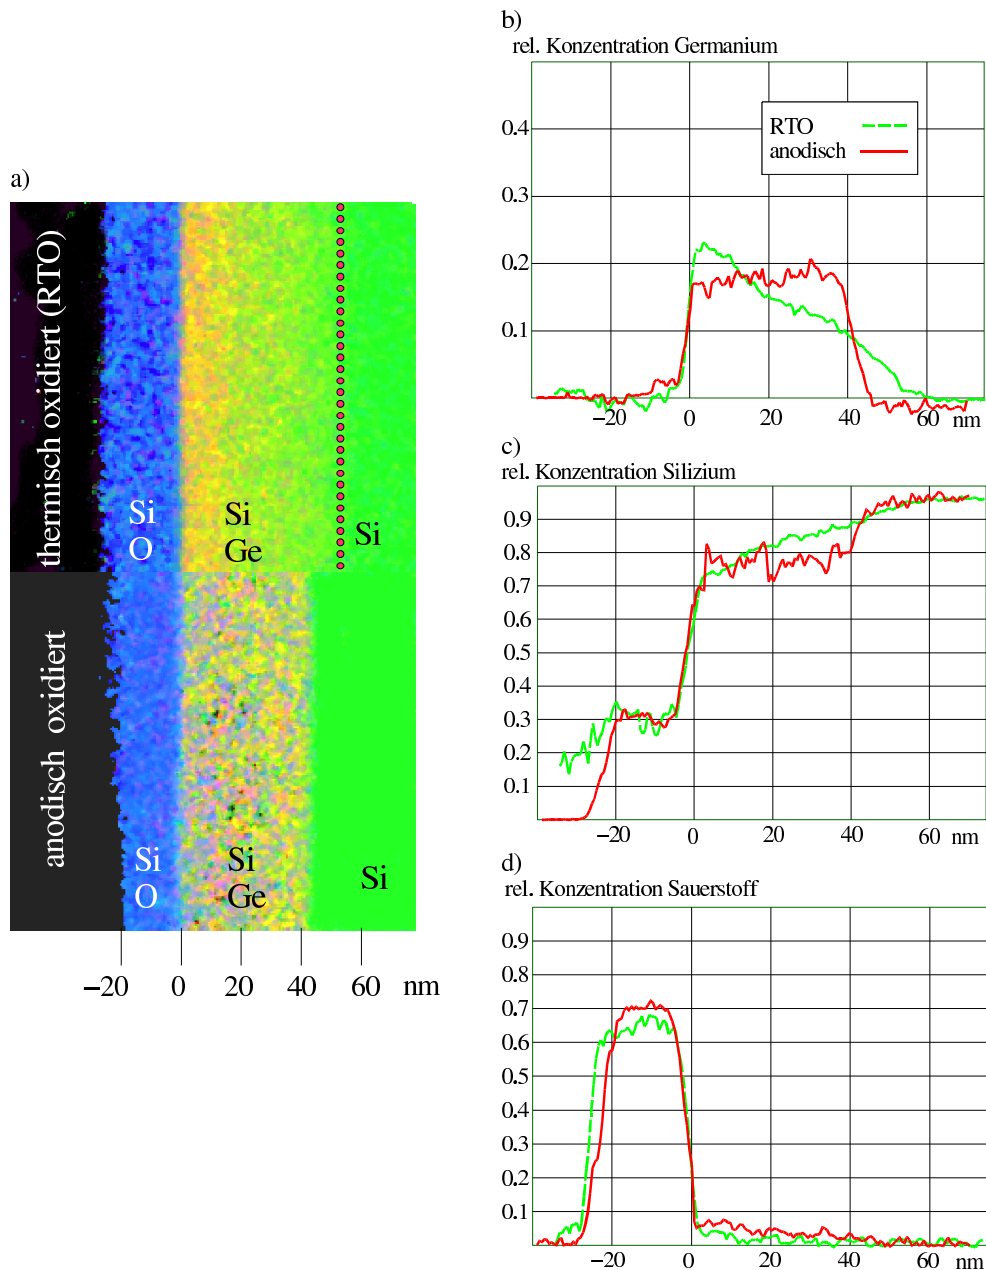 a)
thermisch oxidiert (RTO)
Si
O
Si
Ge
Si
anodisch oxidiert
Si
O
Si
Ge
Si
−20 0 20 40 60 nm
b)
rel. Konzentration Germanium
RTO
anodisch
0.4
0.3
0.2
0.1
−20 0 20 40 60 nm
c)
rel. Konzentration Silizium
0.9
0.8
0.7
0.6
0.5
0.4
0.3
0.2
0.1
−20 0 20 40 60 nm
d)
rel. Konzentration Sauerstoff
0.9
0.8
0.7
0.6
0.5
0.4
0.3
0.2
0.1
−20 0 20 40 60 nm